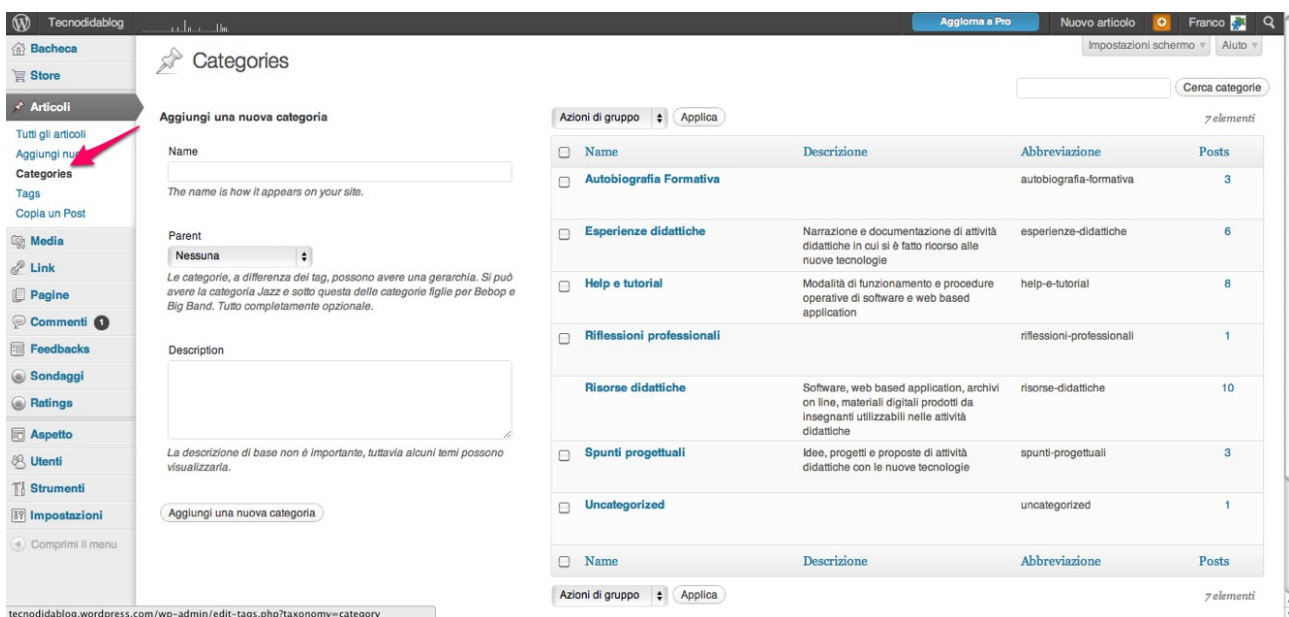 Tecnodidablog
Aggiorna a Pro
Nuovo articolo
Franco
Bacheca
Store
Articoli
Tutti gli articoli
Aggiungi
Categories
Tags
Copia un Post
Media
Link
Pagine
Commenti 1
Feedbacks
Sondaggi
Ratings
Aspetto
Utenti
Strumenti
Impostazioni
Comprimi il menu
Impostazioni schermo
Aiuto
Categories
Cerca categorie
Aggiungi una nuova categoria
Name
The name is how it appears on your site.
Parent
Nessuna
Le categorie, a differenza dei tag, possono avere una gerarchia. Si può
avere la categoria Jazz e sotto questa delle categorie figlie per Bebop e
Big Band. Tutto completamente opzionale.
Description
La descrizione di base non è importante, tuttavia alcuni temi possono
visualizzarla.
Aggiungi una nuova categoria
Azioni di gruppo Applica
7 elementi
Name Descrizione Abbreviazione Posts
Autobiografia Formativa autobiografia-formativa 3
Esperienze didattiche Narrazione e documentazione di attività esperienze-didattiche 6
didattiche in cui si è fatto ricorso alle
nuove tecnologie
Help e tutorial Modalità di funzionamento e procedure help-e-tutorial 8
operative di software e web based
application
Riflessioni professionali riflessioni-professionali 1
Risorse didattiche Software, web based application, archivi risorse-didattiche 10
on line, materiali digitali prodotti da
insegnanti utilizzabili nelle attività
didattiche
Spunti progettuali Idee, progetti e proposte di attività spunti-progettuali 3
didattiche con le nuove tecnologie
Uncategorized uncategorized 1
Name Descrizione Abbreviazione Posts
Azioni di gruppo Applica
7 elementi
tecnodidablog.wordpress.com/wp-admin/edit-tags.php?taxonomy=category